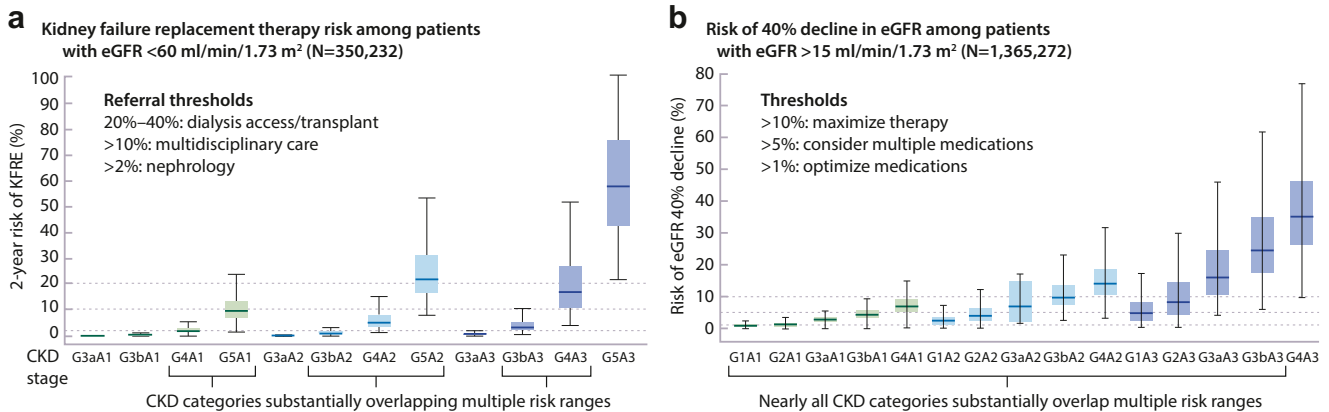 a
Kidney failure replacement therapy risk among patients
with eGFR <60 ml/min/1.73 m² (N=350,232)
2-year risk of KFRE (%)
100
90
80
70
60
50
40
30
20
10
0
Referral thresholds
20%–40%: dialysis access/transplant
>10%: multidisciplinary care
>2%: nephrology
CKD stage
G3aA1 G3bA1 G4A1 G5A1 G3aA2 G3bA2 G4A2 G5A2 G3aA3 G3bA3 G4A3 G5A3
CKD categories substantially overlapping multiple risk ranges
b
Risk of 40% decline in eGFR among patients
with eGFR >15 ml/min/1.73 m² (N=1,365,272)
Risk of eGFR 40% decline (%)
80
70
60
50
40
30
20
10
0
Thresholds
>10%: maximize therapy
>5%: consider multiple medications
>1%: optimize medications
G1A1 G2A1 G3aA1 G3bA1 G4A1 G1A2 G2A2 G3aA2 G3bA2 G4A2 G1A3 G2A3 G3aA3 G3bA3 G4A3
Nearly all CKD categories substantially overlap multiple risk ranges